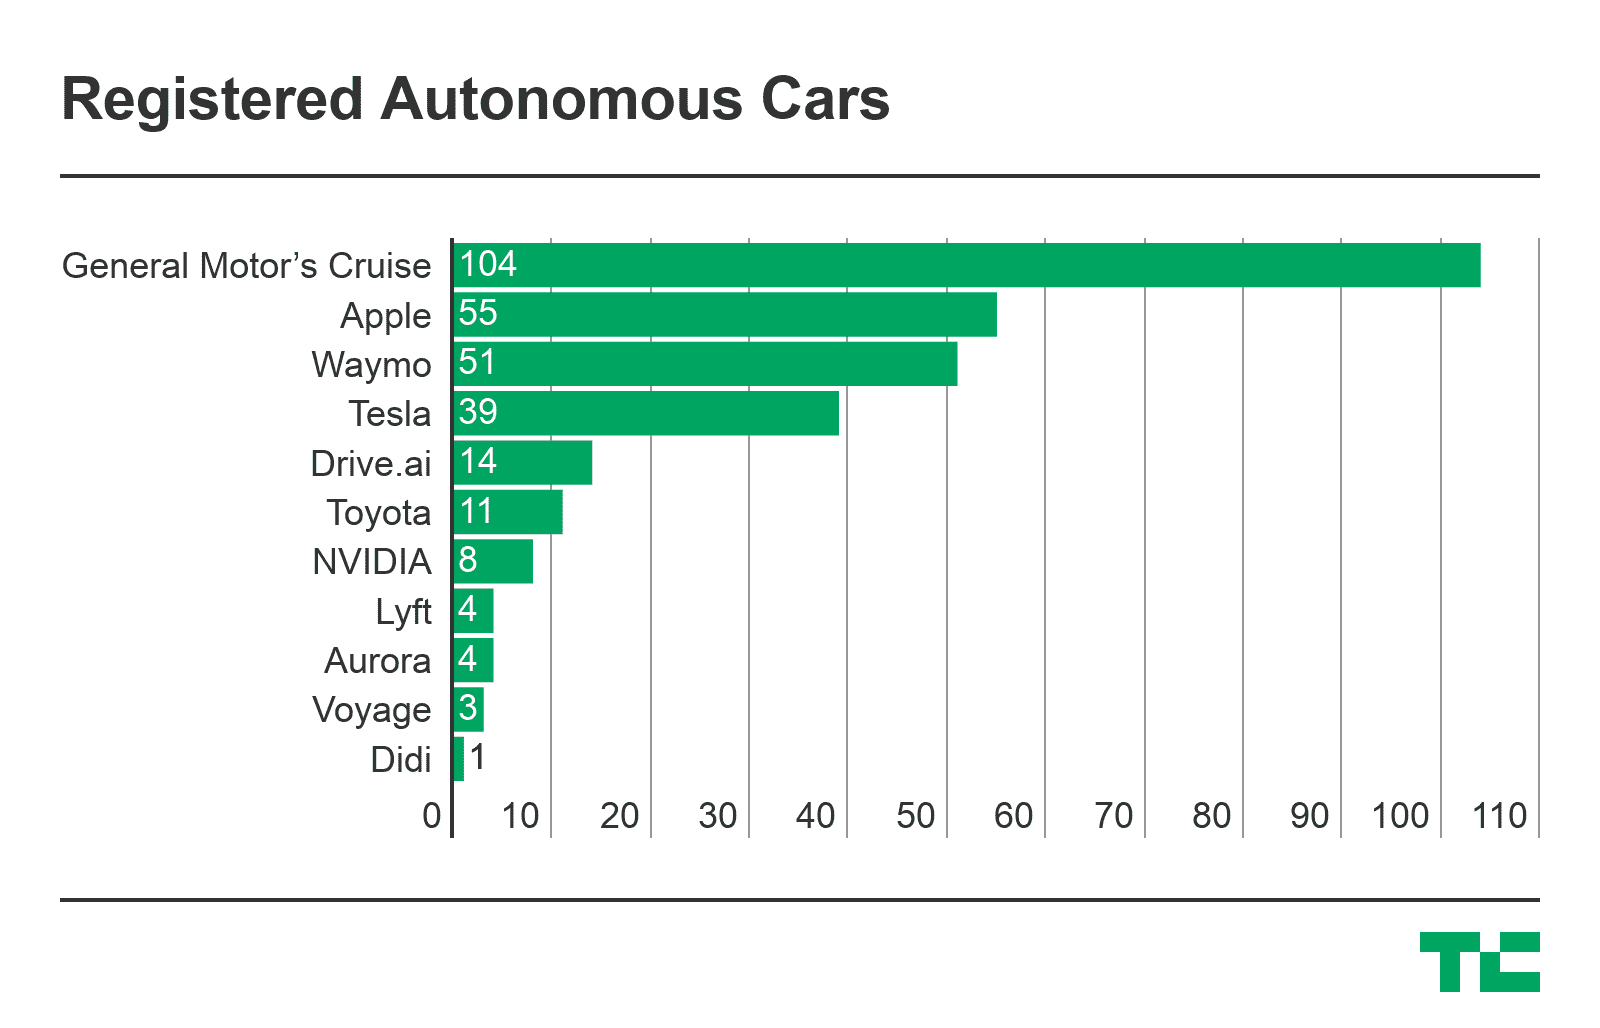 Registered Autonomous Cars
General Motor’s Cruise 104
Apple 55
Waymo 51
Tesla 39
Drive.ai 14
Toyota 11
NVIDIA 8
Lyft 4
Aurora 4
Voyage 3
Didi 1
0 10 20 30 40 50 60 70 80 90 100 110
TC